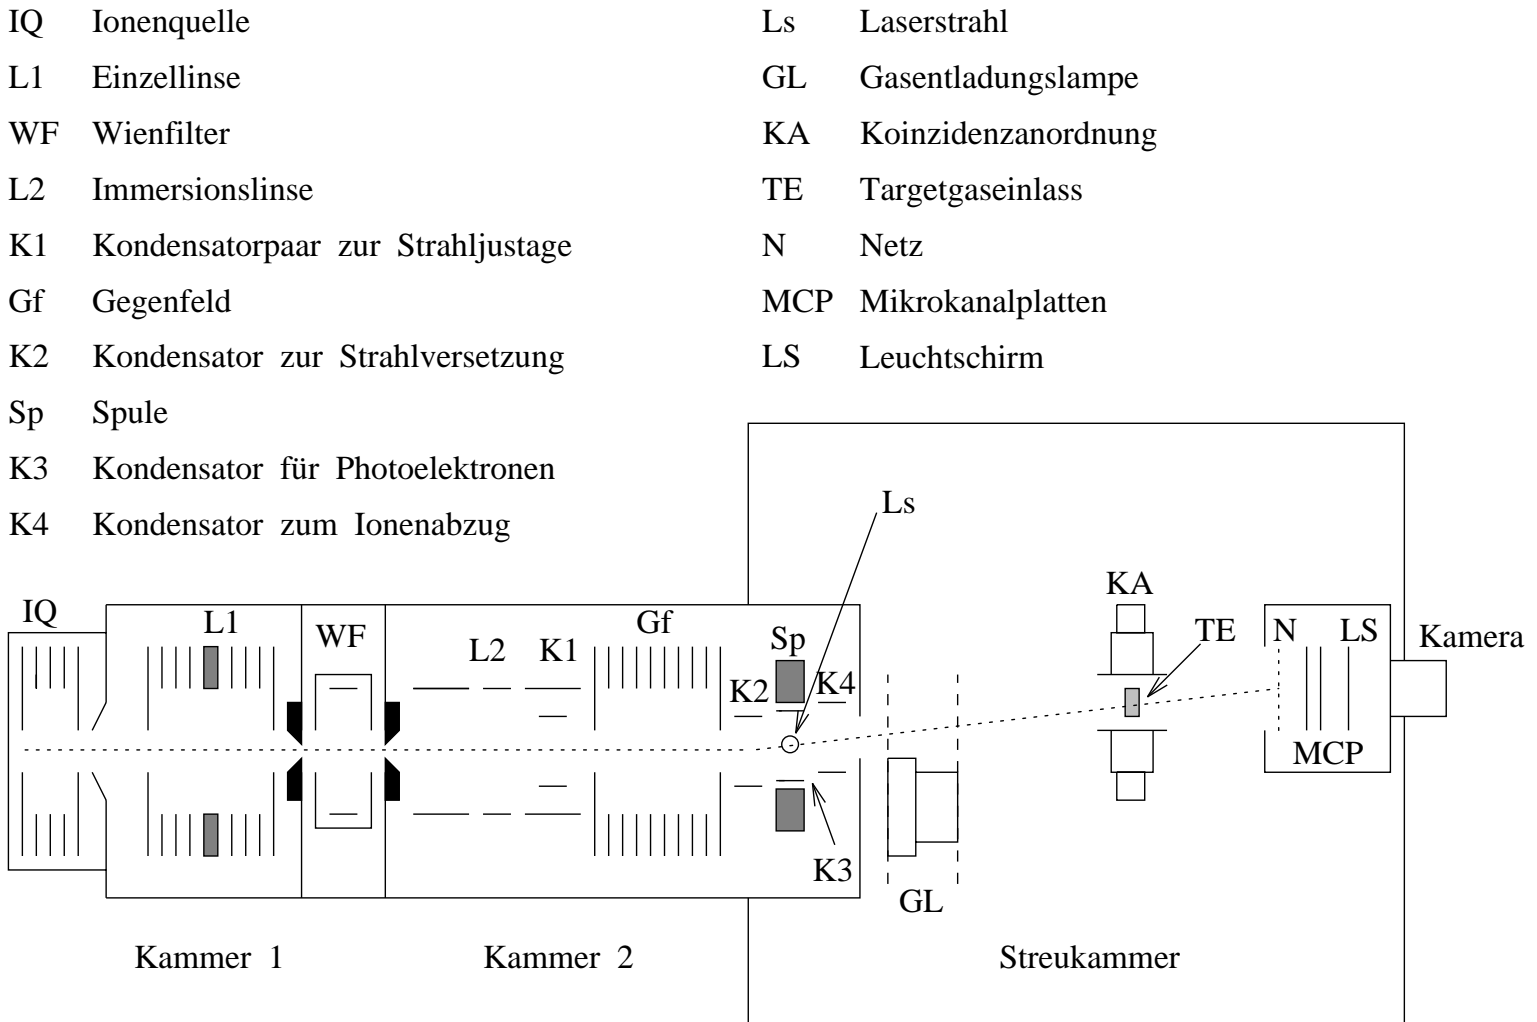 IQ Ionenquelle
L1 Einzellinse
WF Wienfilter
L2 Immersionslinse
K1 Kondensatorpaar zur Strahljustage
Gf Gegenfeld
K2 Kondensator zur Strahlversetzung
Sp Spule
K3 Kondensator für Photoelektronen
K4 Kondensator zum Ionenabzug
Ls Laserstrahl
GL Gasentladungslampe
KA Koinzidenzanordnung
TE Targetgaseinlass
N Netz
MCP Mikrokanalplatten
LS Leuchtschirm
Ls
IQ
L1
WF
L2
K1
Gf
Sp
K2
K4
K3
GL
KA
TE
N
LS
MCP
Kamera
Kammer 1
Kammer 2
Streukammer